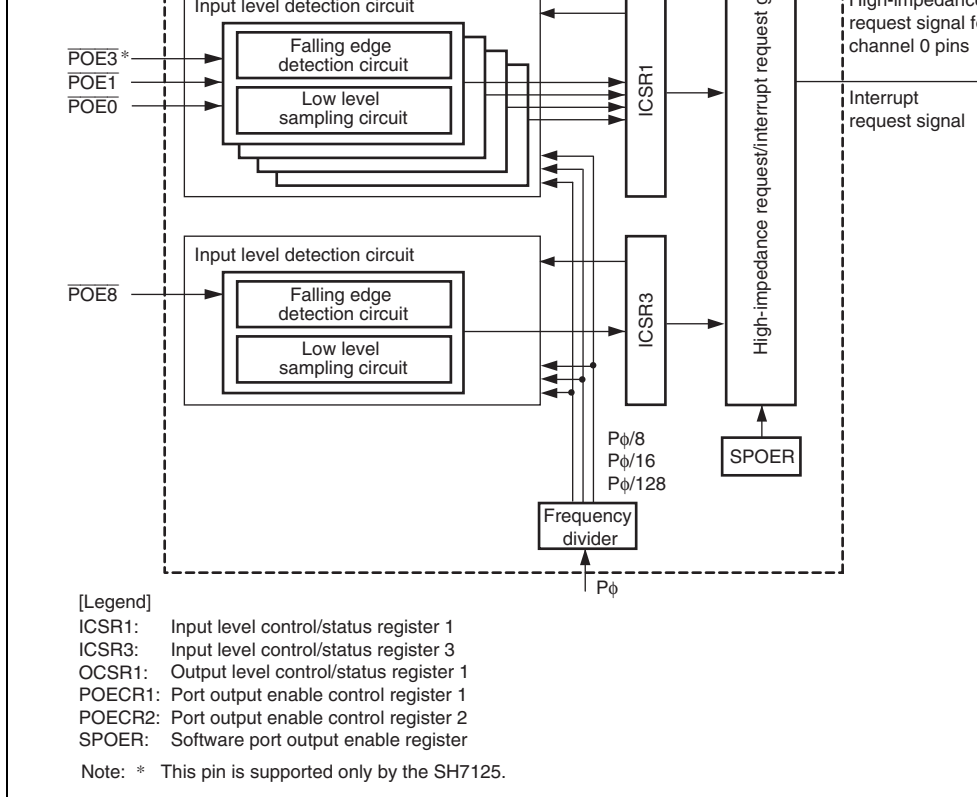 Input level detection circuit
High-impedance
request signal f
channel 0 pins
POE3*
POE1
POE0
Falling edge
detection circuit
Low level
sampling circuit
ICSR1
High-impedance request/interrupt request g
Interrupt
request signal
Input level detection circuit
POE8
Falling edge
detection circuit
Low level
sampling circuit
ICSR3
Pϕ/8
Pϕ/16
Pϕ/128
SPOER
Frequency
divider
Pϕ
[Legend]
ICSR1: Input level control/status register 1
ICSR3: Input level control/status register 3
OCSR1: Output level control/status register 1
POECR1: Port output enable control register 1
POECR2: Port output enable control register 2
SPOER: Software port output enable register
Note: * This pin is supported only by the SH7125.